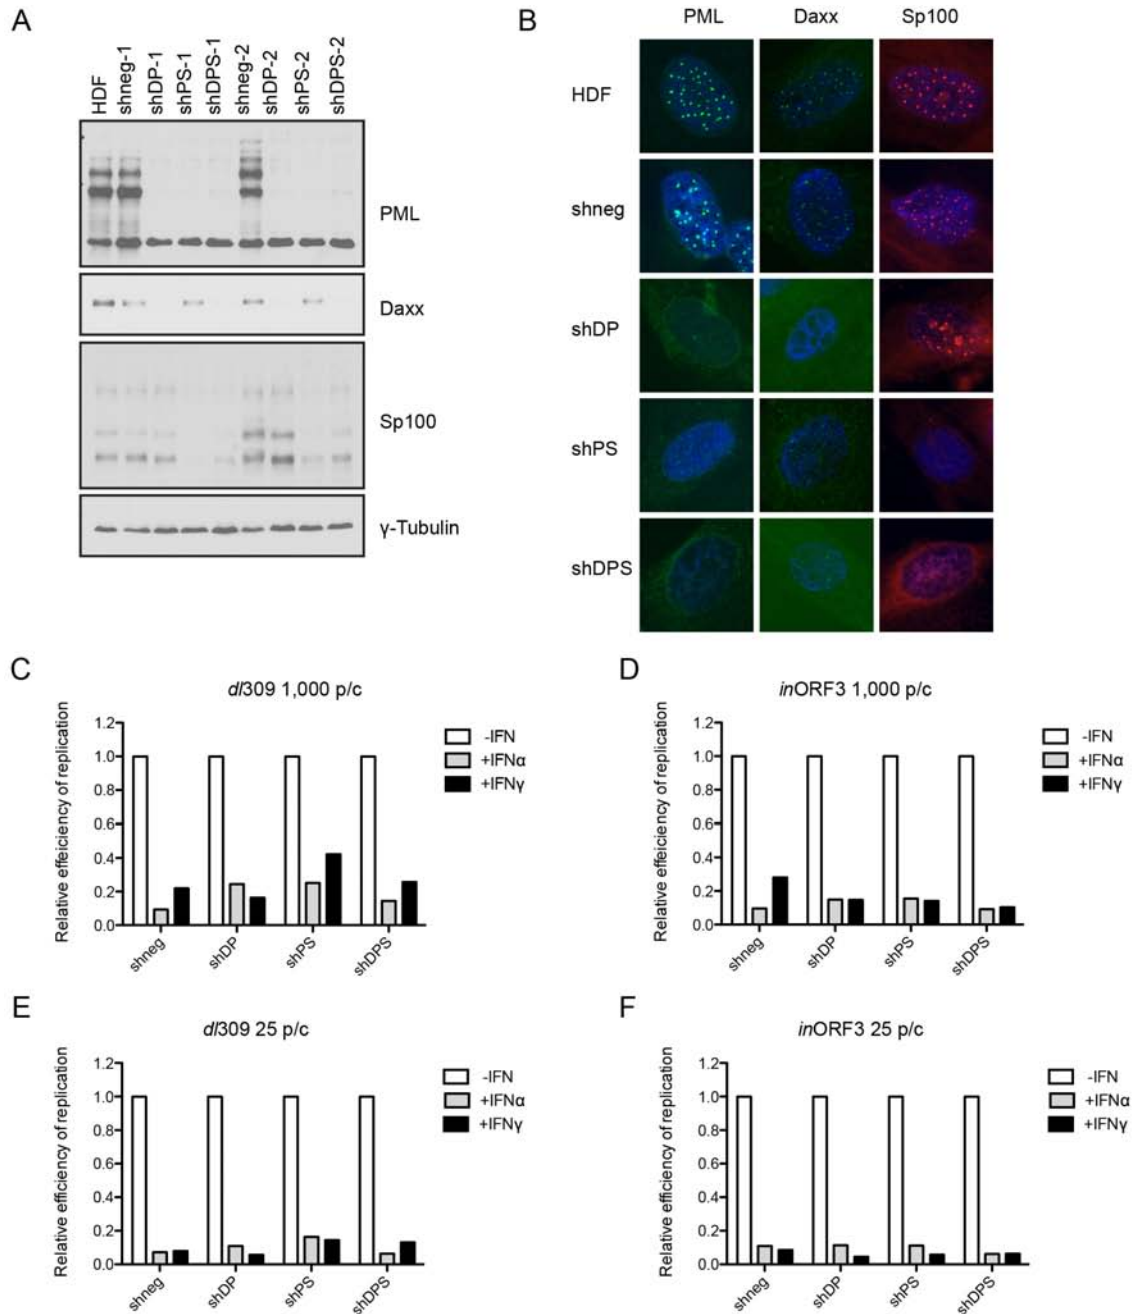 A
HDF
shneg-1
shDP-1
shPS-1
shDPS-1
shneg-2
shDP-2
shPS-2
shDPS-2
PML
Daxx
Sp100
γ-Tubulin
B
PML Daxx Sp100
HDF
shneg
shDP
shPS
shDPS
C
dl309 1,000 p/c
Relative effeiciency of replication
1.2
1.0
0.8
0.6
0.4
0.2
0.0
shneg shDP shPS shDPS
-IFN
+IFNα
+IFNγ
D
inORF3 1,000 p/c
Relative efficiency of replication
1.2
1.0
0.8
0.6
0.4
0.2
0.0
shneg shDP shPS shDPS
-IFN
+IFNα
+IFNγ
E
dl309 25 p/c
Relative efficiency of replication
1.2
1.0
0.8
0.6
0.4
0.2
0.0
shneg shDP shPS shDPS
-IFN
+IFNα
+IFNγ
F
inORF3 25 p/c
Relative efficiency of replication
1.2
1.0
0.8
0.6
0.4
0.2
0.0
shneg shDP shPS shDPS
-IFN
+IFNα
+IFNγ